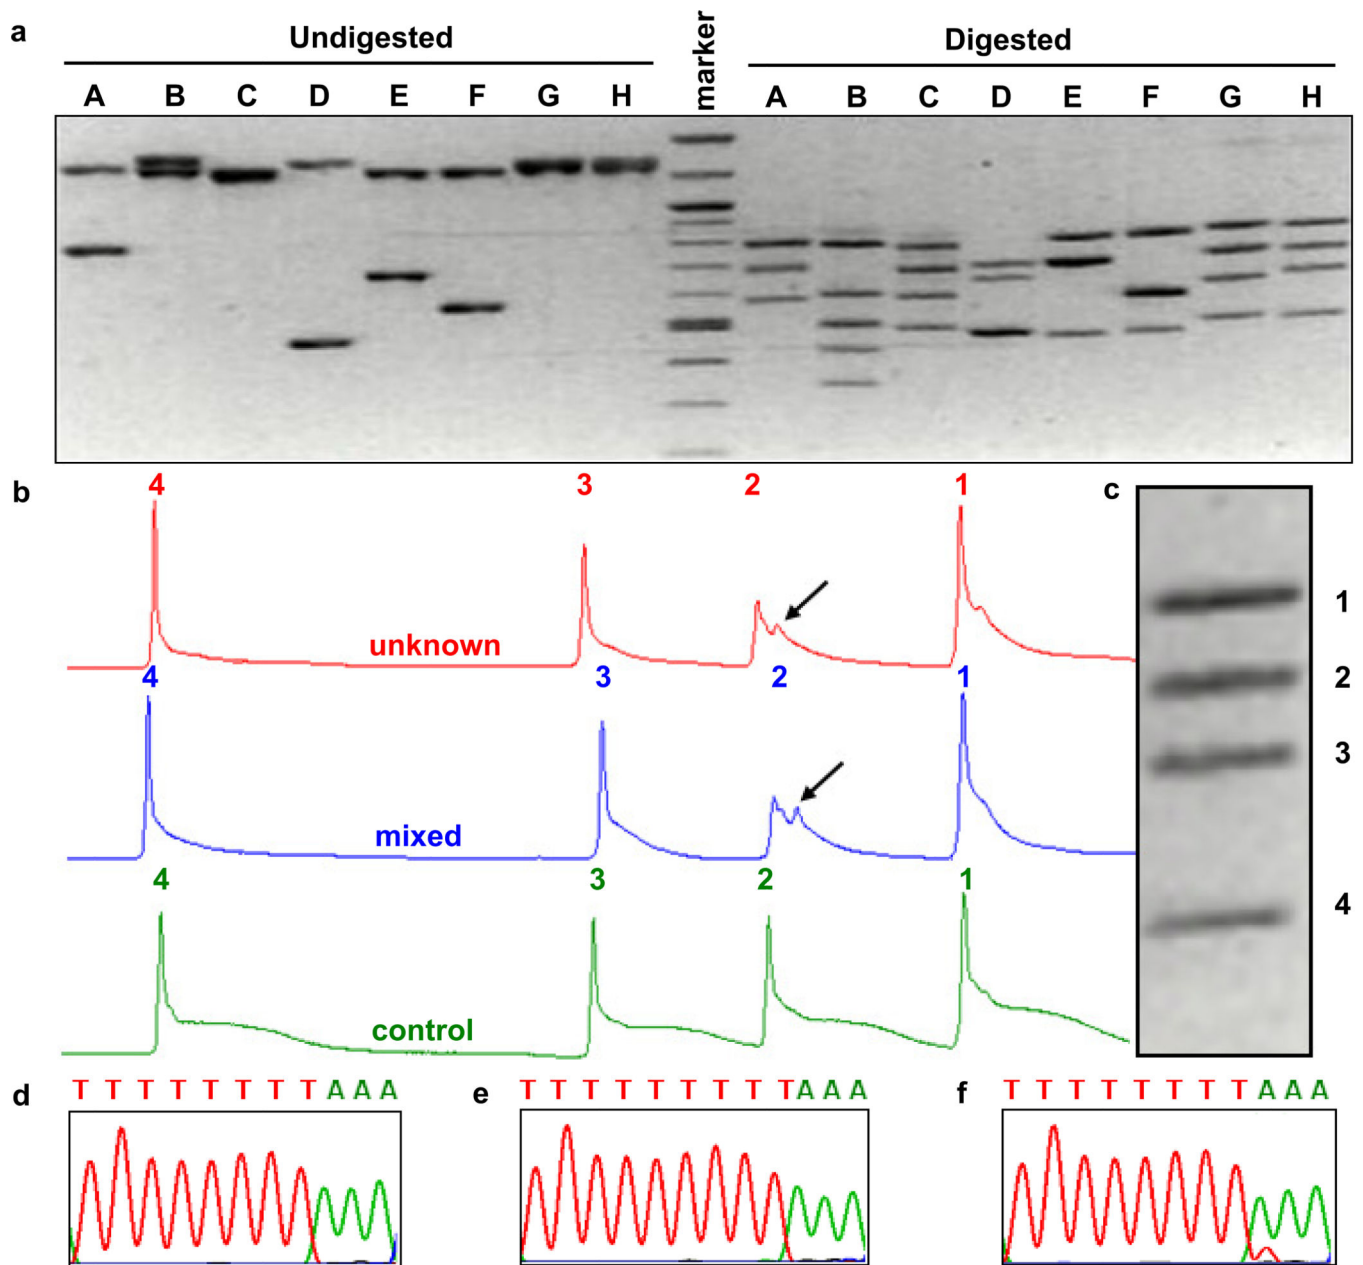 a
Undigested
marker
Digested
A B C D E F G H
A B C D E F G H
b
4 3 2 1
c
unknown
4 3 2 1
mixed
4 3 2 1
control
1
2
3
4
d
T T T T T T T T A A A
e
T T T T T T T T T A A A
f
T T T T T T T T A A A